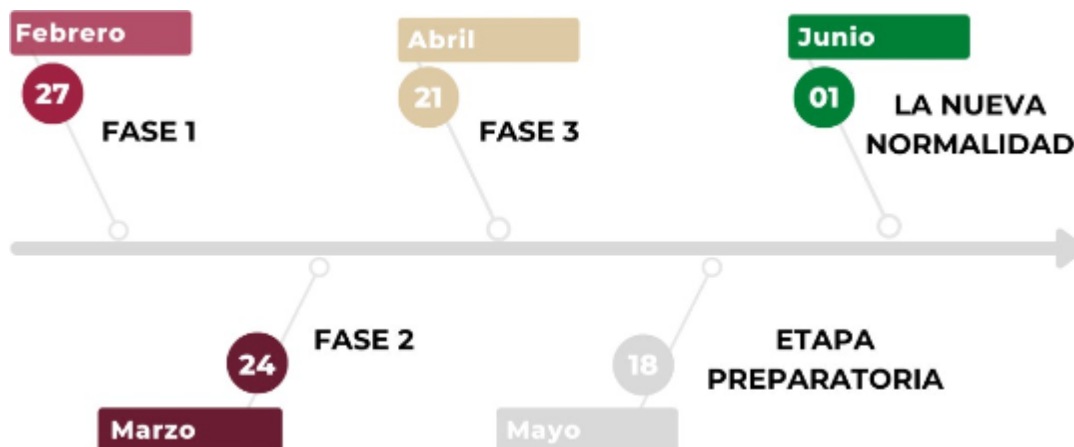 Febrero
27
FASE 1
Abril
21
FASE 3
Junio
01
LA NUEVA
NORMALIDAD
24
FASE 2
Marzo
18
ETAPA
PREPARATORIA
Mayo